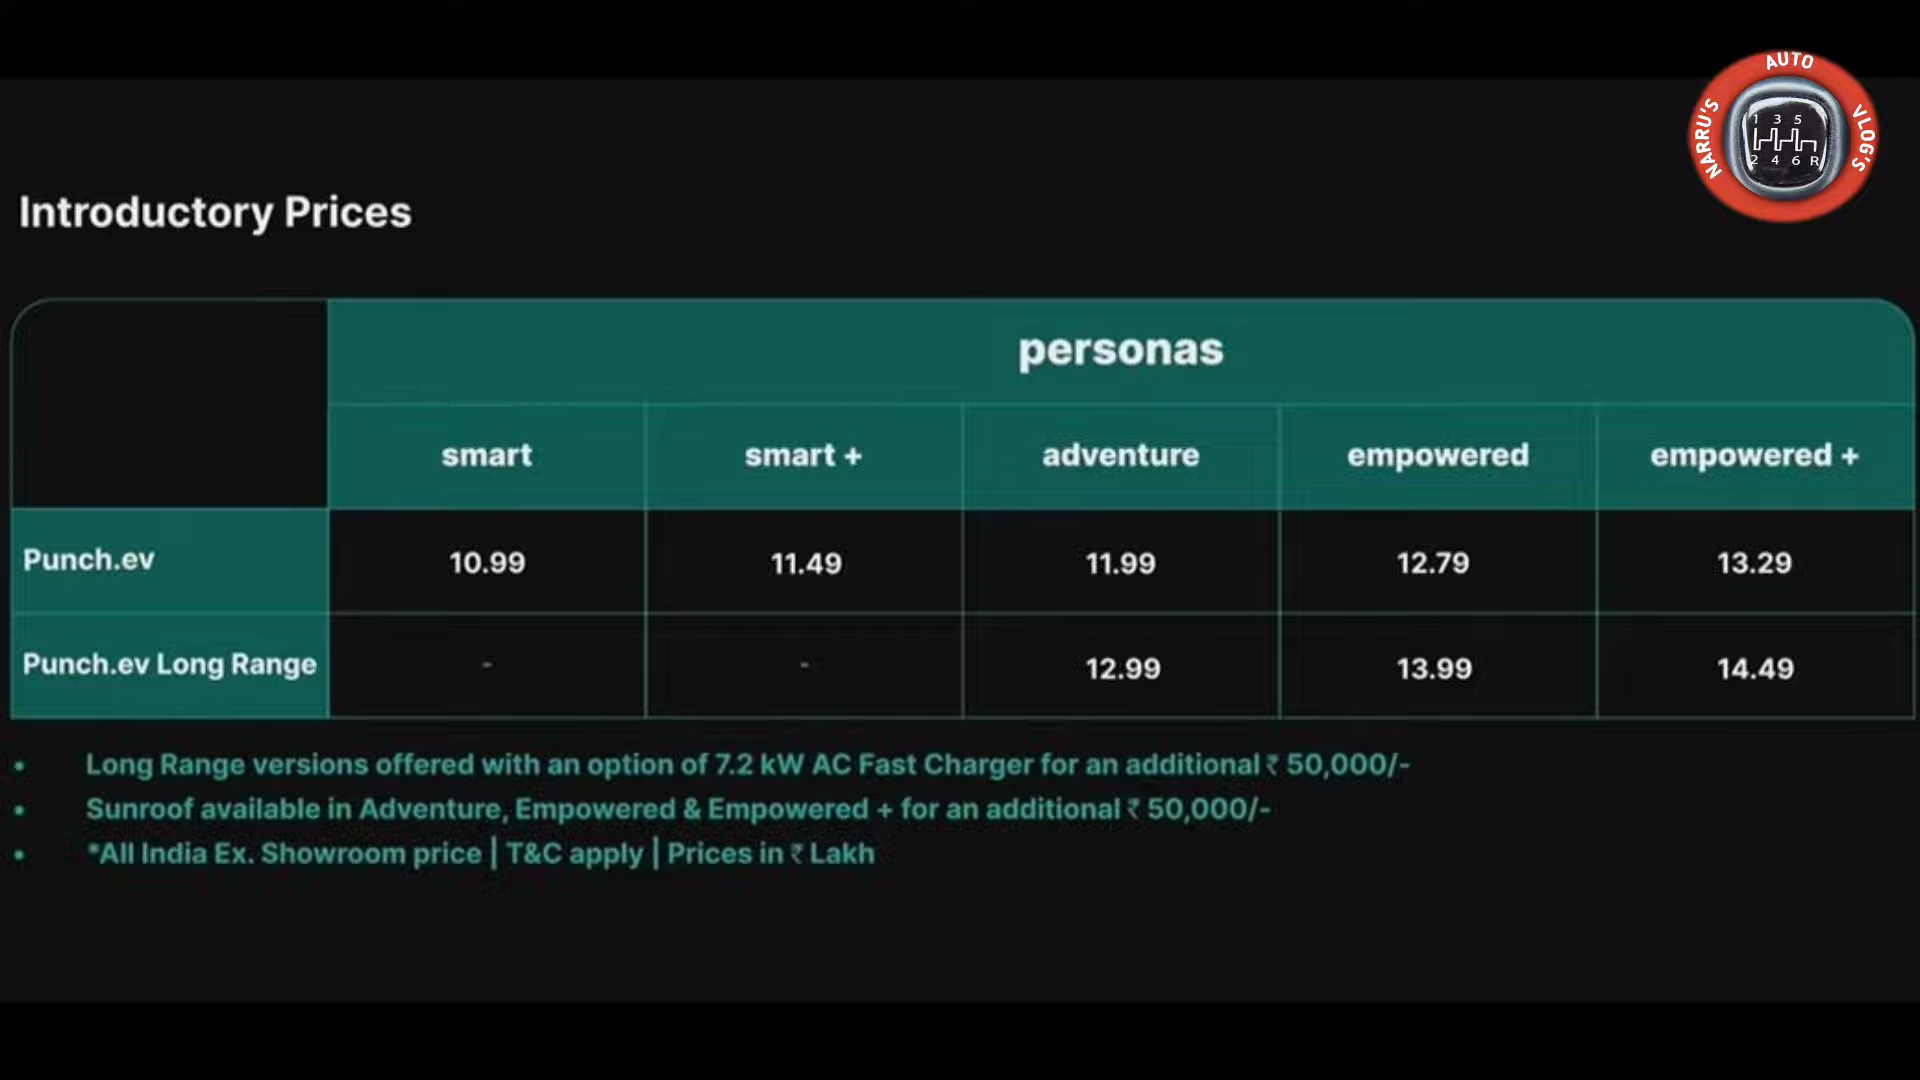 NARRU'S AUTO VLOG'S
1 3 5
2 4 6 R
Introductory Prices
personas
smart smart + adventure empowered empowered +
Punch.ev 10.99 11.49 11.99 12.79 13.29
Punch.ev Long Range - - 12.99 13.99 14.49
• Long Range versions offered with an option of 7.2 kW AC Fast Charger for an additional ₹ 50,000/-
• Sunroof available in Adventure, Empowered & Empowered + for an additional ₹ 50,000/-
• *All India Ex. Showroom price | T&C apply | Prices in ₹ Lakh